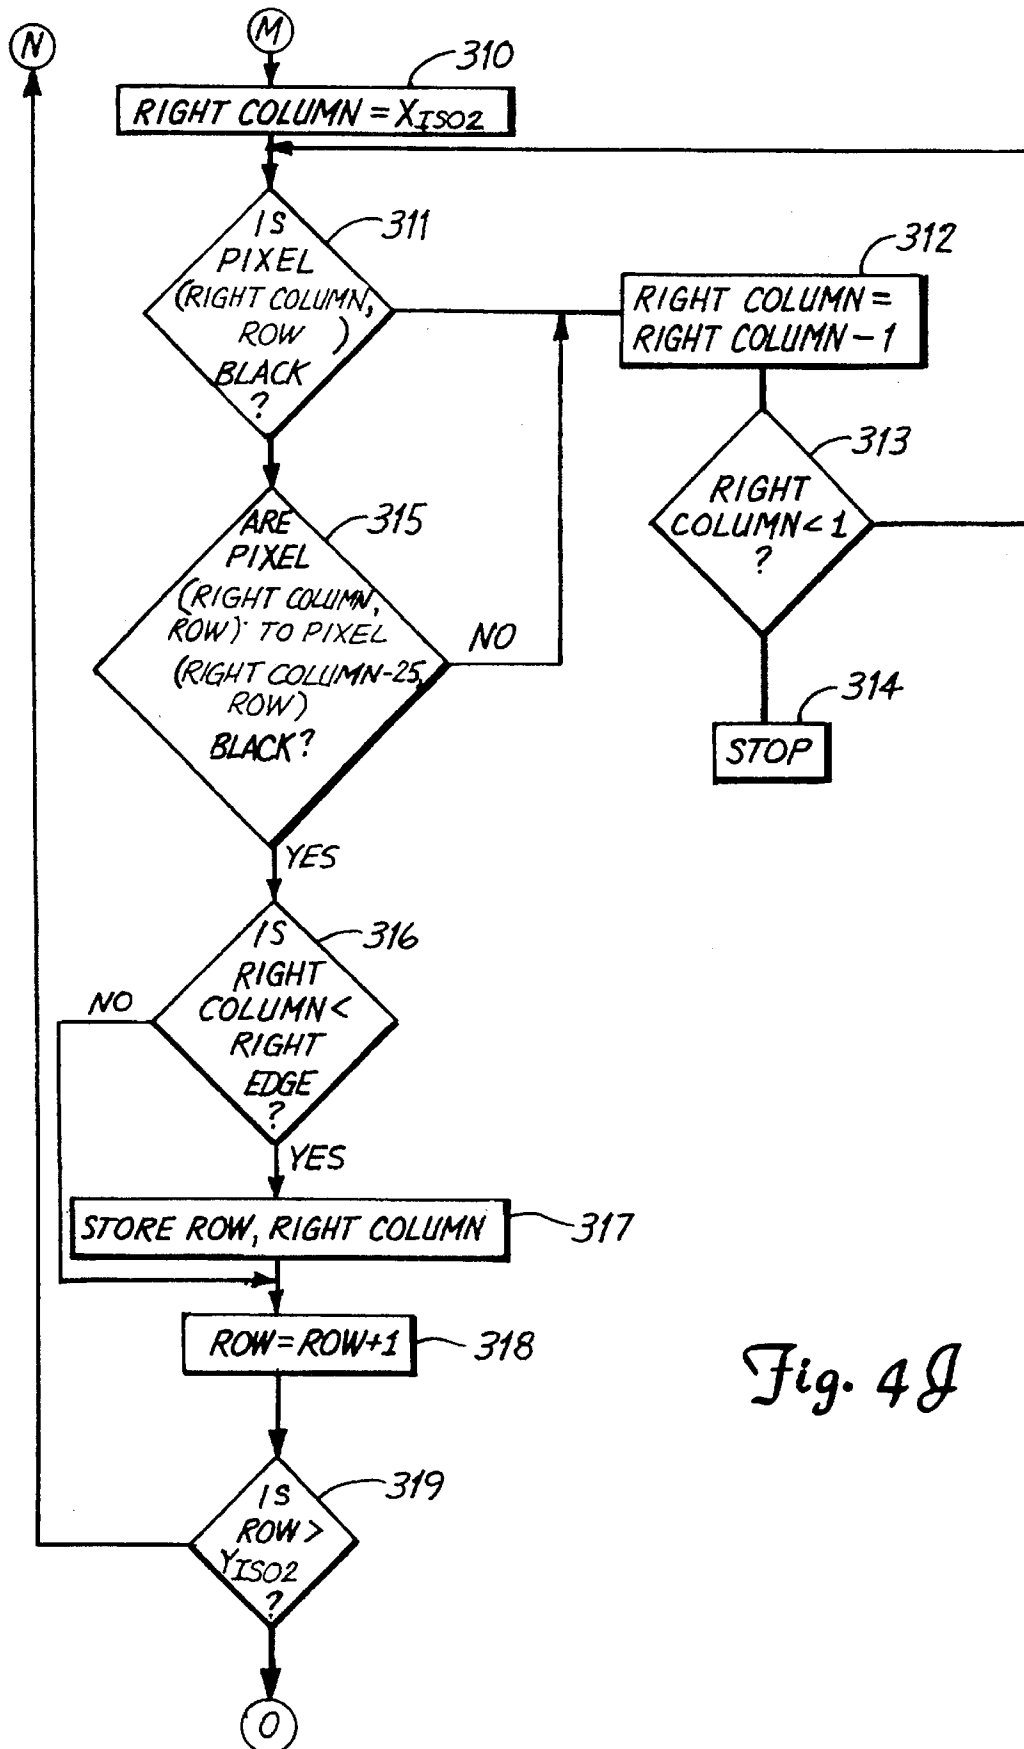 N
M
310
RIGHT COLUMN = XISO2
311
IS
PIXEL
(RIGHT COLUMN,
ROW )
BLACK
?
312
RIGHT COLUMN =
RIGHT COLUMN - 1
313
RIGHT
COLUMN < 1
?
314
STOP
315
ARE
PIXEL
(RIGHT COLUMN,
ROW) TO PIXEL
(RIGHT COLUMN-25,
ROW)
BLACK?
NO
YES
316
IS
RIGHT
COLUMN <
RIGHT
EDGE
?
NO
YES
STORE ROW, RIGHT COLUMN
317
ROW = ROW+1
318
319
IS
ROW >
YISO2
?
O
Fig. 4J